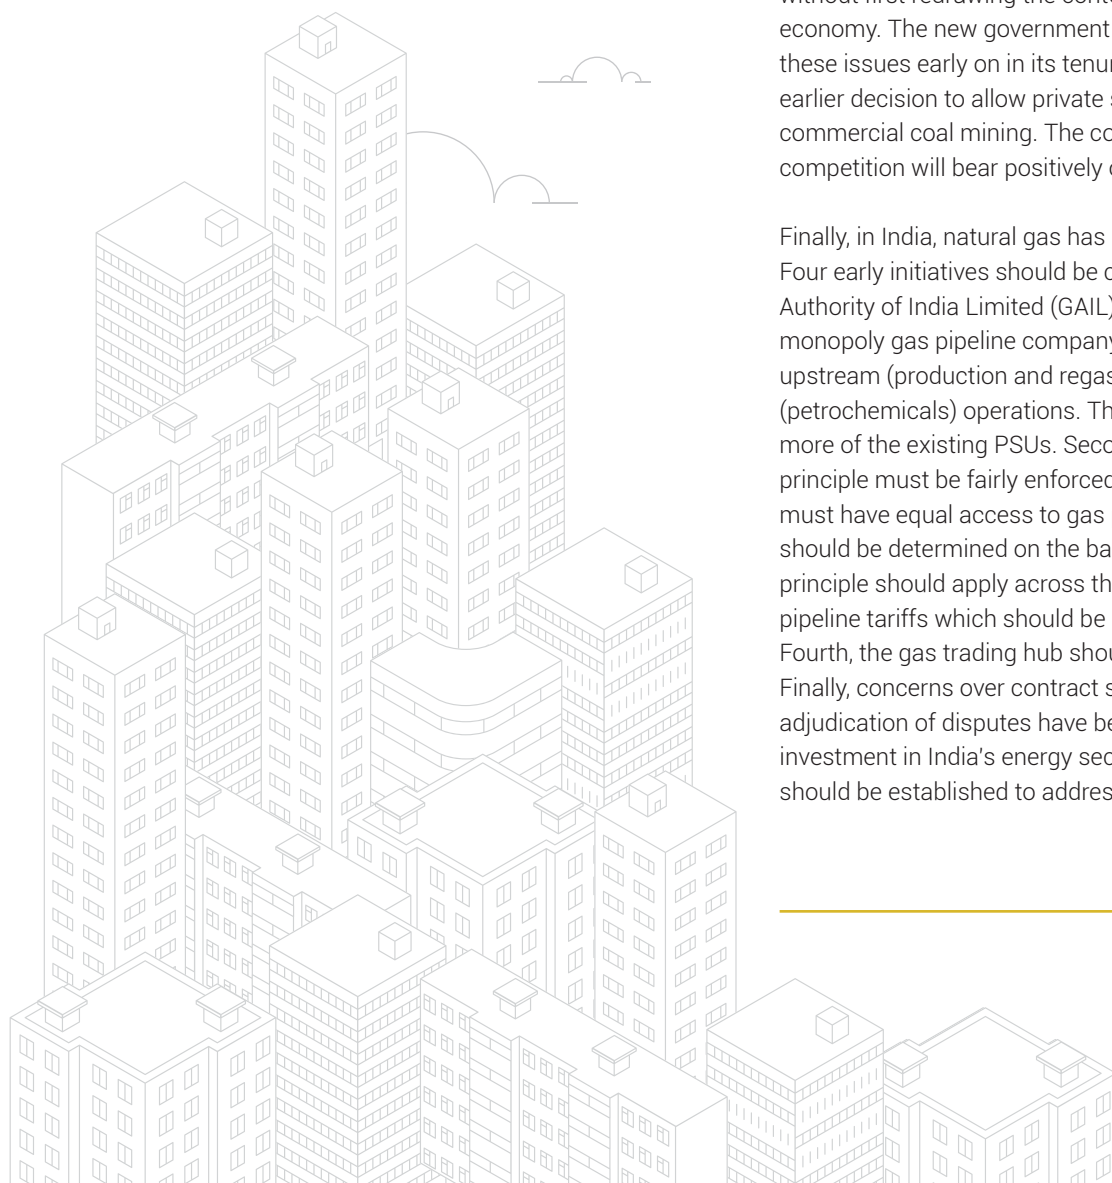 economy. The new government
these issues early on in its tenu
earlier decision to allow private
commercial coal mining. The co
competition will bear positively
Finally, in India, natural gas has
Four early initiatives should be
Authority of India Limited (GAIL)
monopoly gas pipeline company
upstream (production and regas
(petrochemicals) operations. Th
more of the existing PSUs. Seco
principle must be fairly enforced
must have equal access to gas
should be determined on the ba
principle should apply across th
pipeline tariffs which should be
Fourth, the gas trading hub shou
Finally, concerns over contract s
adjudication of disputes have be
investment in India's energy sec
should be established to addres